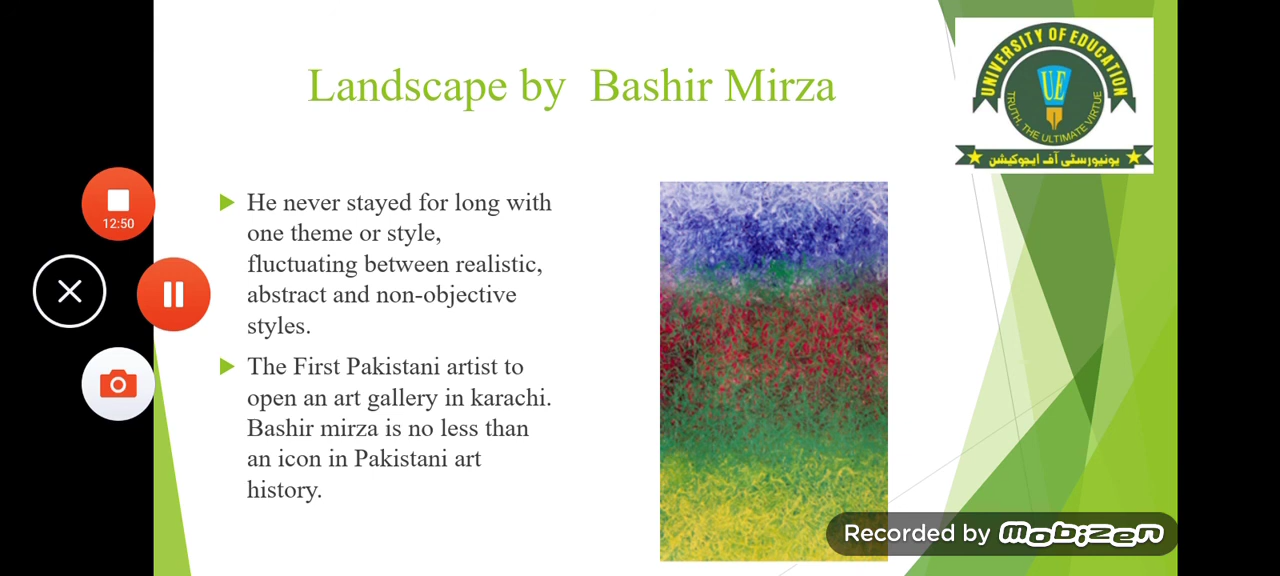 Landscape by Bashir Mirza
UNIVERSITY OF EDUCATION
UE
TRUTH, THE ULTIMATE VIRTUE
یونیورسٹی آف ایجوکیشن
He never stayed for long with
one theme or style,
fluctuating between realistic,
abstract and non-objective
styles.
The First Pakistani artist to
open an art gallery in karachi.
Bashir mirza is no less than
an icon in Pakistani art
history.
12:50
Recorded by mobizen